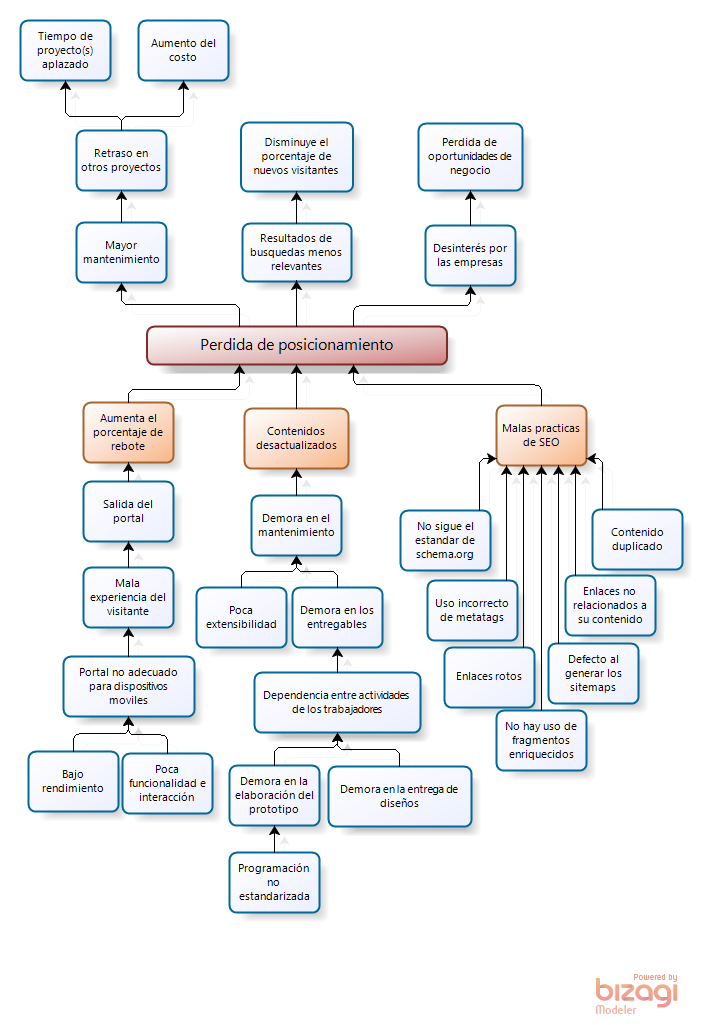 Tiempo de
proyecto(s)
aplazado
Aumento del
costo
Retraso en
otros proyectos
Disminuye el
porcentaje de
nuevos visitantes
Perdida de
oportunidades de
negocio
Mayor
mantenimiento
Resultados de
busquedas menos
relevantes
Desinterés por
las empresas
Perdida de posicionamiento
Aumenta el
porcentaje de
rebote
Contenidos
desactualizados
Malas practicas
de SEO
Salida del
portal
Demora en el
mantenimiento
No sigue el
estandar de
schema.org
Contenido
duplicado
Mala
experiencia del
visitante
Poca
extensibilidad
Demora en los
entregables
Uso incorrecto
de metatags
Enlaces no
relacionados a
su contenido
Portal no adecuado
para dispositivos
moviles
Dependencia entre actividades
de los trabajadores
Enlaces rotos
Defecto al
generar los
sitemaps
No hay uso de
fragmentos
enriquecidos
Bajo
rendimiento
Poca
funcionalidad e
interacción
Demora en la
elaboración del
prototipo
Demora en la entrega de
diseños
Programación
no
estandarizada
Powered by
bizagi
Modeler